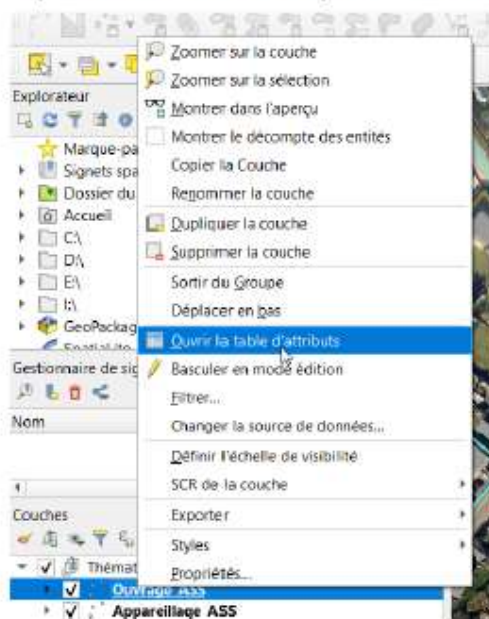 Zoomer sur la couche
Zoomer sur la sélection
Montrer dans l'aperçu
Montrer le décompte des entités
Copier la Couche
Renommer la couche
Dupliquer la couche
Supprimer la couche
Sortir du Groupe
Déplacer en bas
Ouvrir la table d'attributs
Basculer en mode édition
Filtrer...
Changer la source de données...
Définir l'échelle de visibilité
SCR de la couche
Exporter
Styles
Propriétés...
Explorateur
Marque-pa
Signets spa
Dossier du
Accueil
C:\
D:\
E:\
I:\
GeoPackag
SpatiaLite
Gestionnaire de sig
Nom
Couches
Thémat
Ouvrage ASS
Appareillage ASS